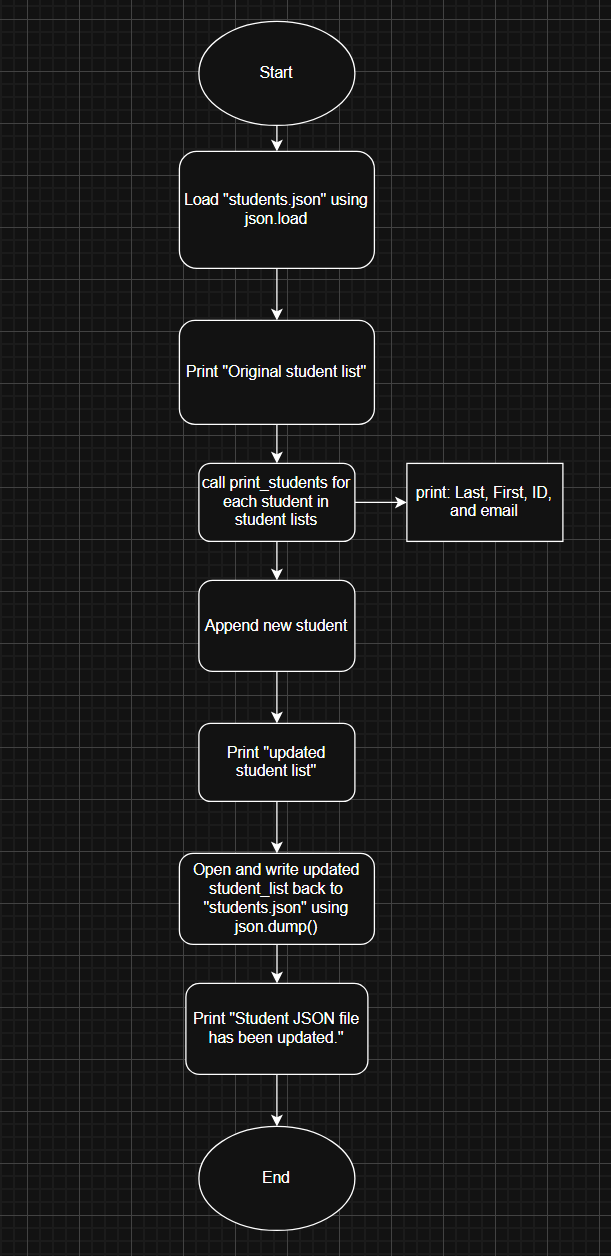 Start
Load "students.json" using
json.load
Print "Original student list"
call print_students for
each student in
student lists
print: Last, First, ID,
and email
Append new student
Print "updated
student list"
Open and write updated
student_list back to
"students.json" using
json.dump()
Print "Student JSON file
has been updated."
End